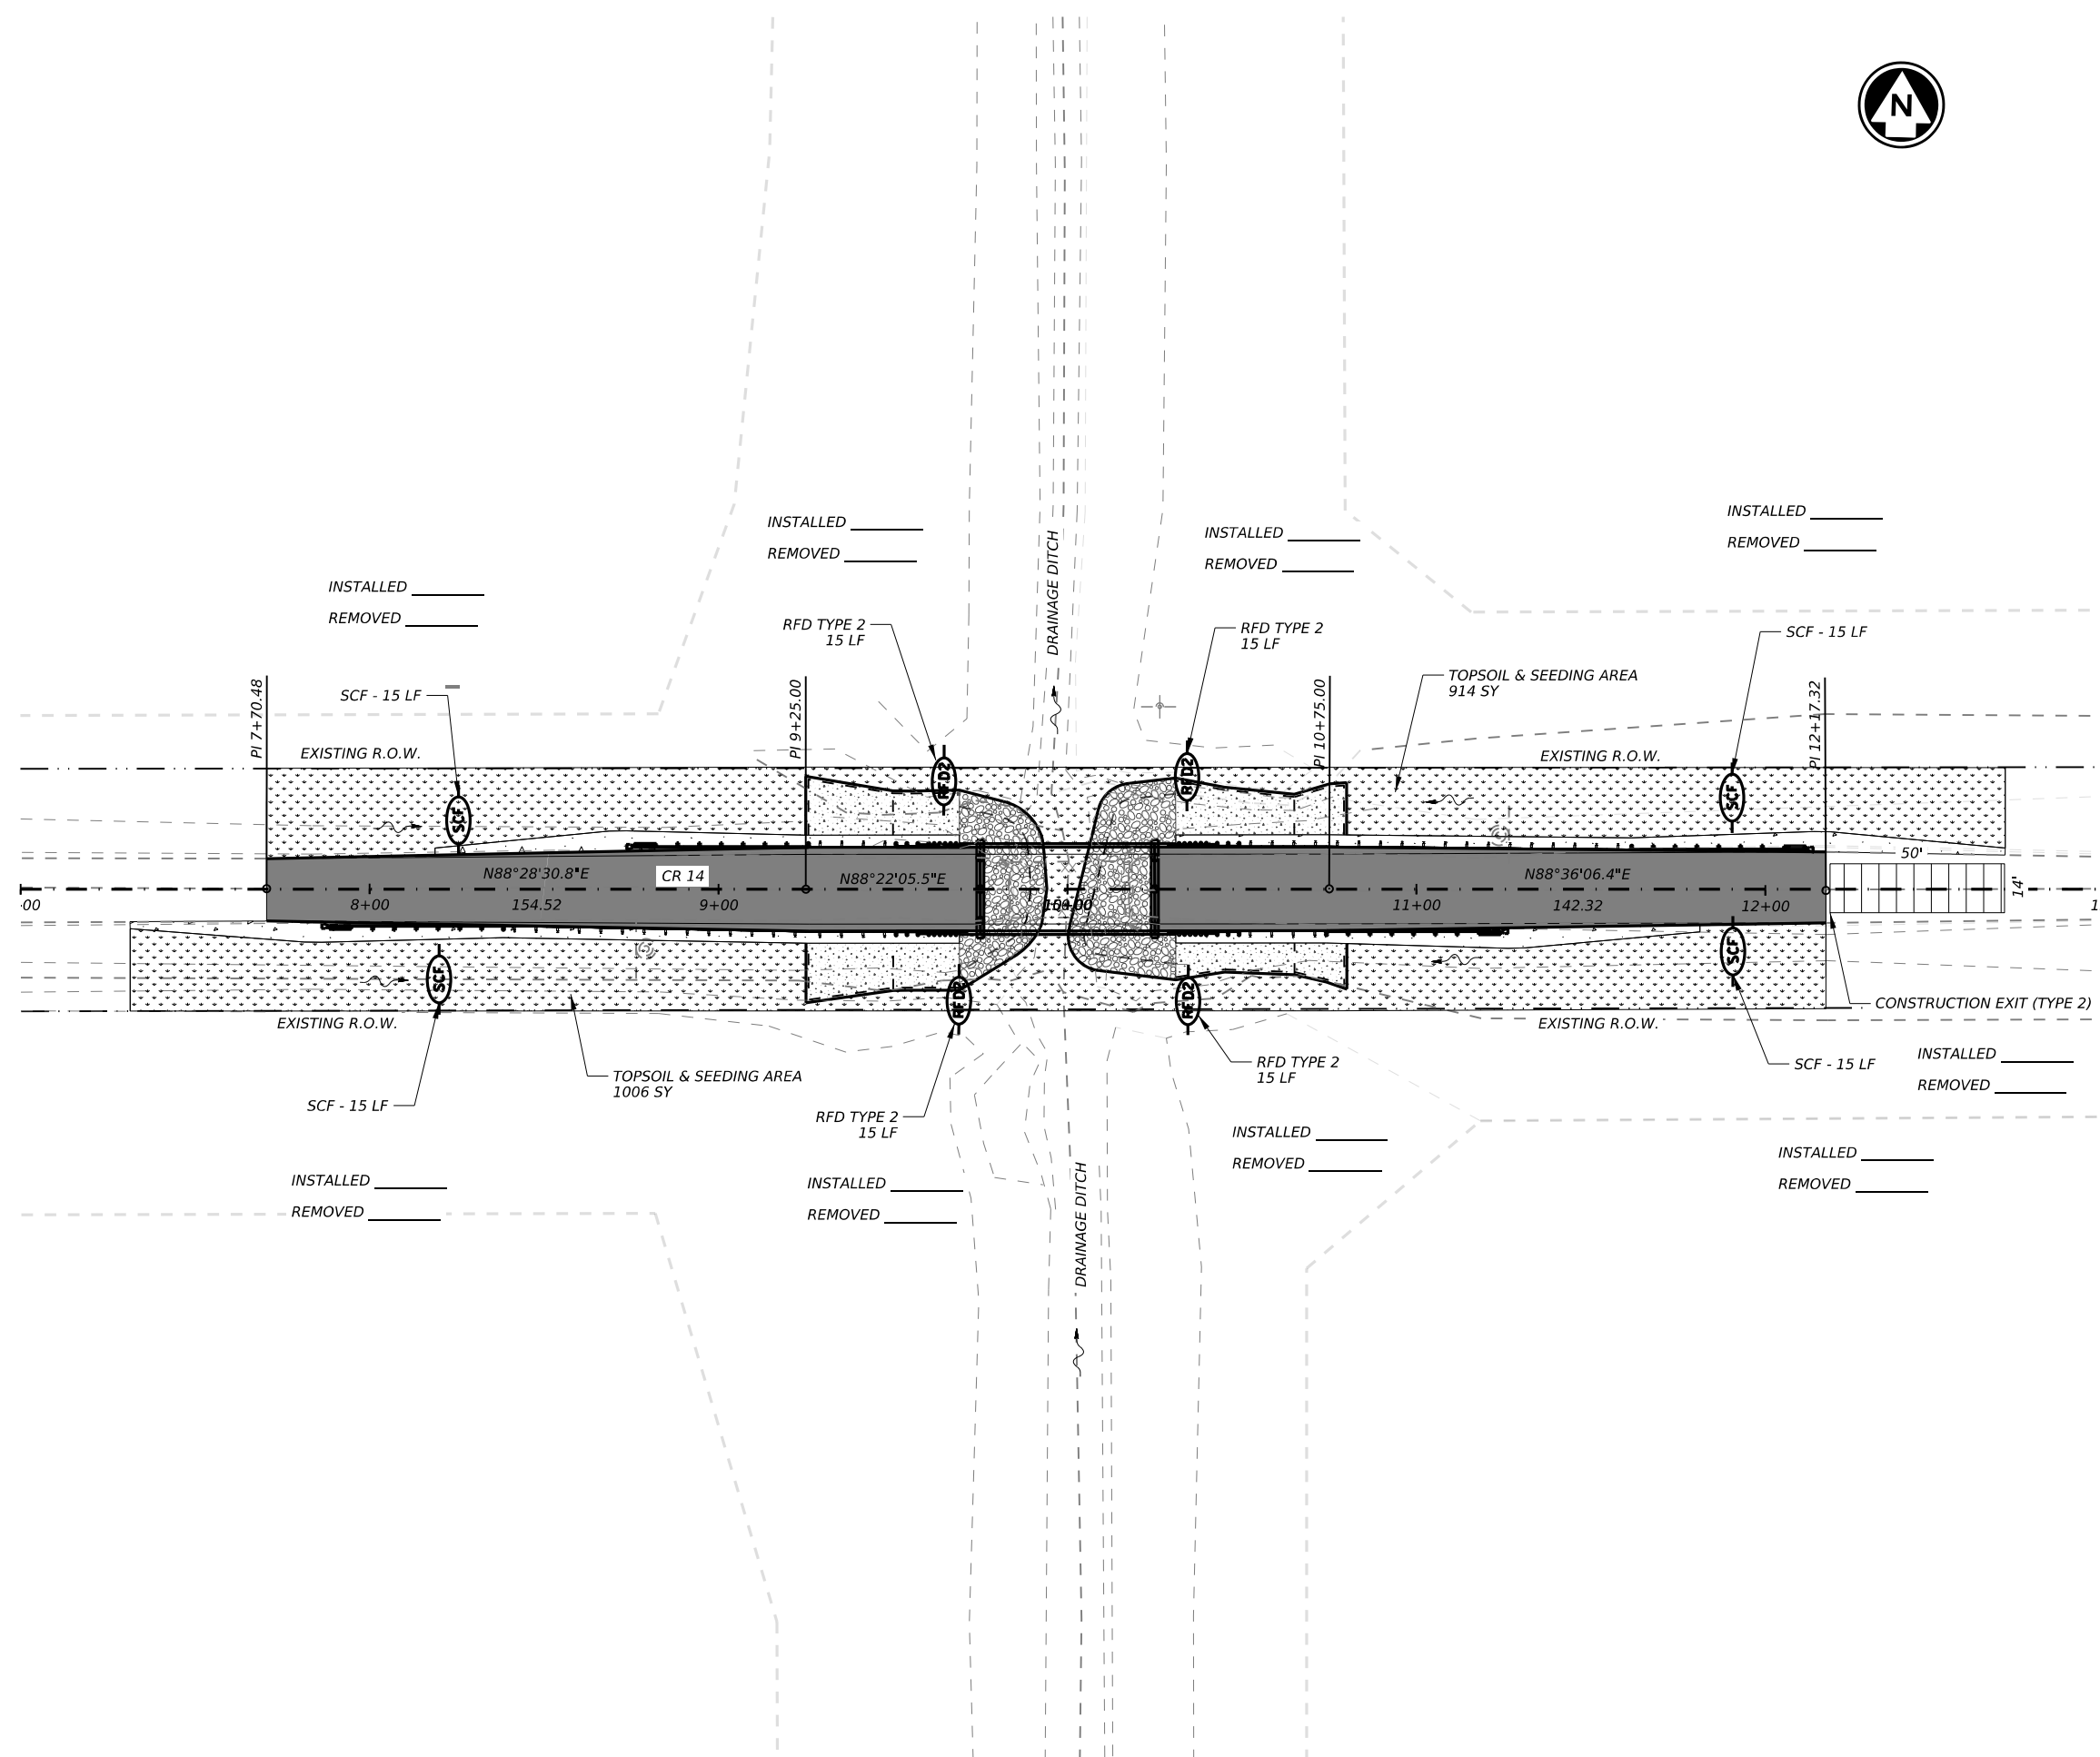 N
INSTALLED
REMOVED
INSTALLED
REMOVED
INSTALLED
REMOVED
INSTALLED
REMOVED
DRAINAGE DITCH
RFD TYPE 2
15 LF
RFD TYPE 2
15 LF
SCF - 15 LF
SCF - 15 LF
TOPSOIL & SEEDING AREA
914 SY
PI 7+70.48
PI 9+25.00
PI 10+75.00
PI 12+17.32
EXISTING R.O.W.
EXISTING R.O.W.
SCF
RFD2
RFD2
SCF
N88°28'30.8"E
CR 14
N88°22'05.5"E
N88°36'06.4"E
50'
14'
00
8+00
154.52
9+00
11+00
142.32
12+00
1
SCF
RFD2
RFD2
SCF
EXISTING R.O.W.
EXISTING R.O.W.
CONSTRUCTION EXIT (TYPE 2)
TOPSOIL & SEEDING AREA
1006 SY
SCF - 15 LF
RFD TYPE 2
15 LF
RFD TYPE 2
15 LF
SCF - 15 LF
INSTALLED
REMOVED
INSTALLED
REMOVED
INSTALLED
REMOVED
INSTALLED
REMOVED
INSTALLED
REMOVED
DRAINAGE DITCH